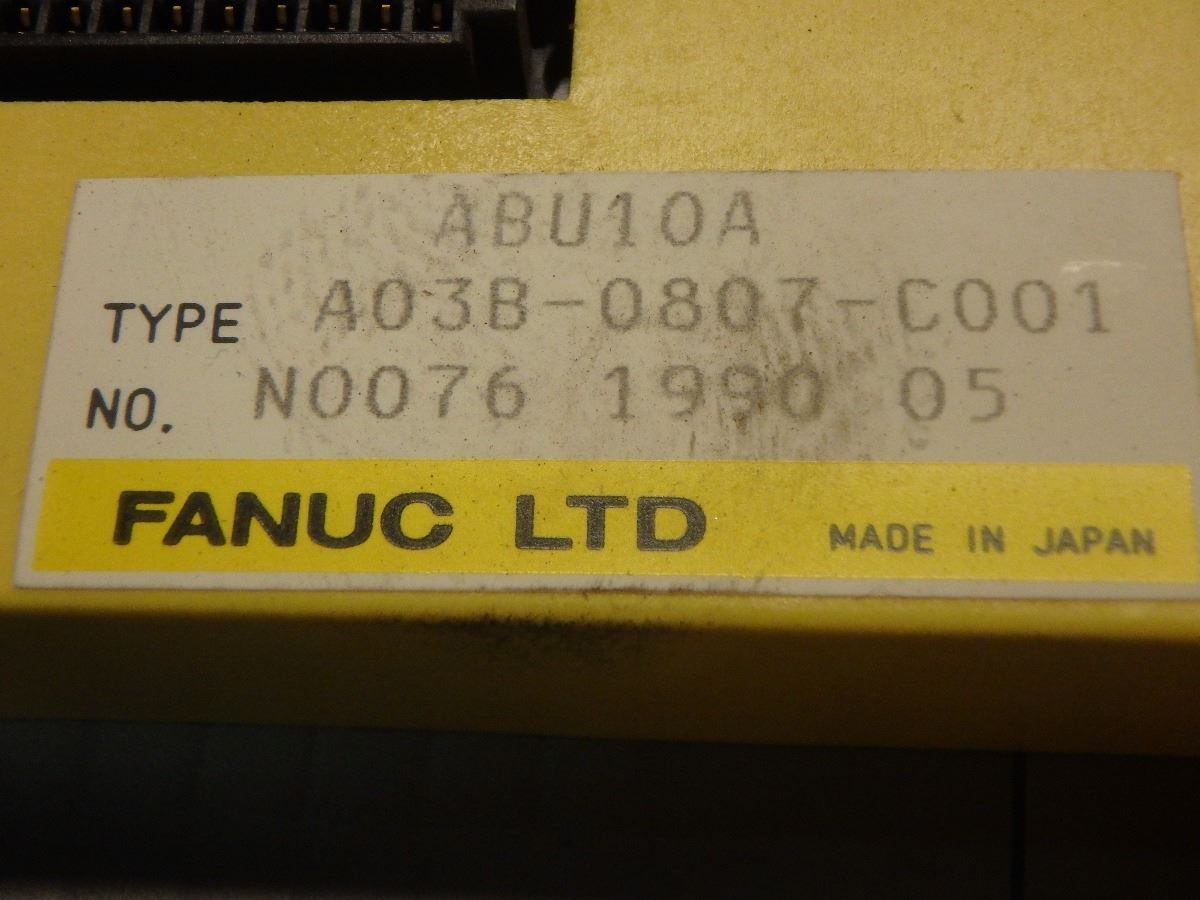 ABU10A
TYPE A03B-0807-C001
NO. N0076 1990 05
FANUC LTD MADE IN JAPAN